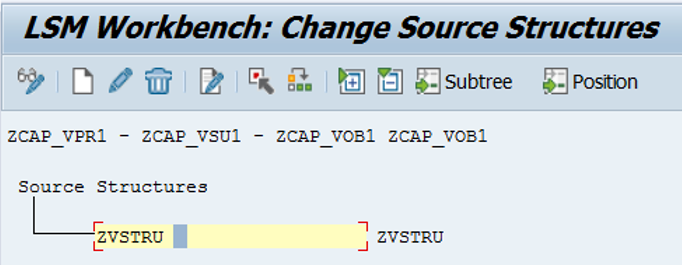 LSM Workbench: Change Source Structures
Subtree Position
ZCAP_VPR1 - ZCAP_VSU1 - ZCAP_VOB1 ZCAP_VOB1
Source Structures
ZVSTRU ZVSTRU